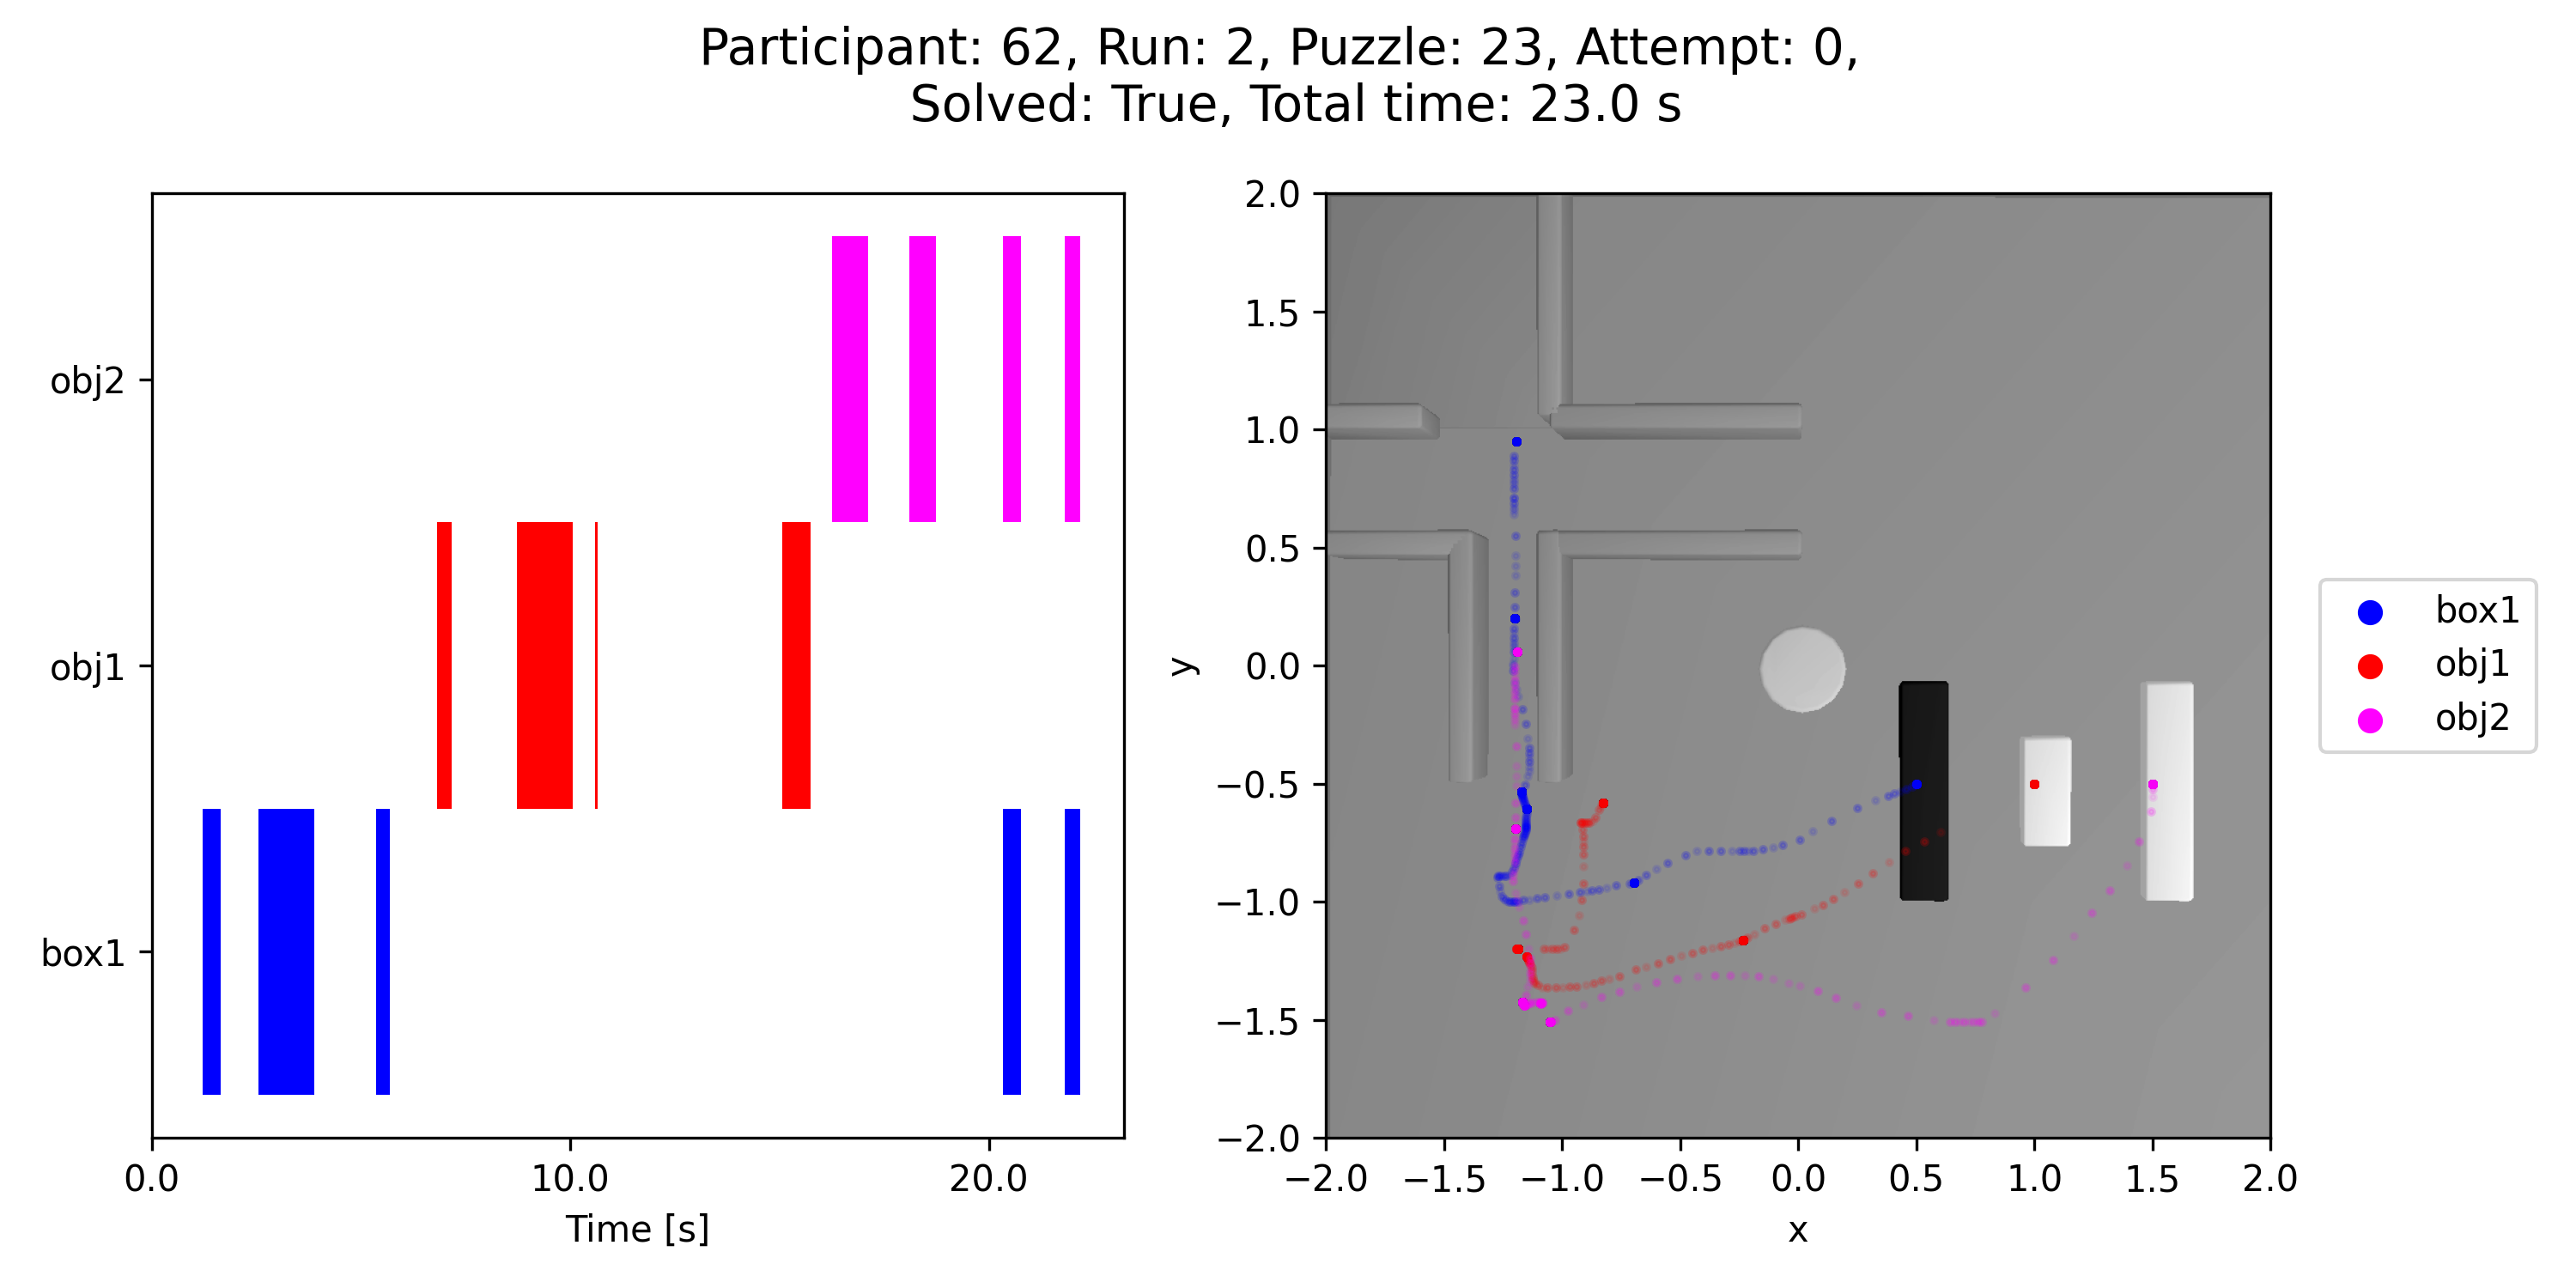 Participant: 62, Run: 2, Puzzle: 23, Attempt: 0,
Solved: True, Total time: 23.0 s
obj2
obj1
box1
0.0 10.0 20.0
Time [s]
2.0
1.5
1.0
0.5
0.0
−0.5
−1.0
−1.5
−2.0
y
−2.0 −1.5 −1.0 −0.5 0.0 0.5 1.0 1.5 2.0
x
box1
obj1
obj2